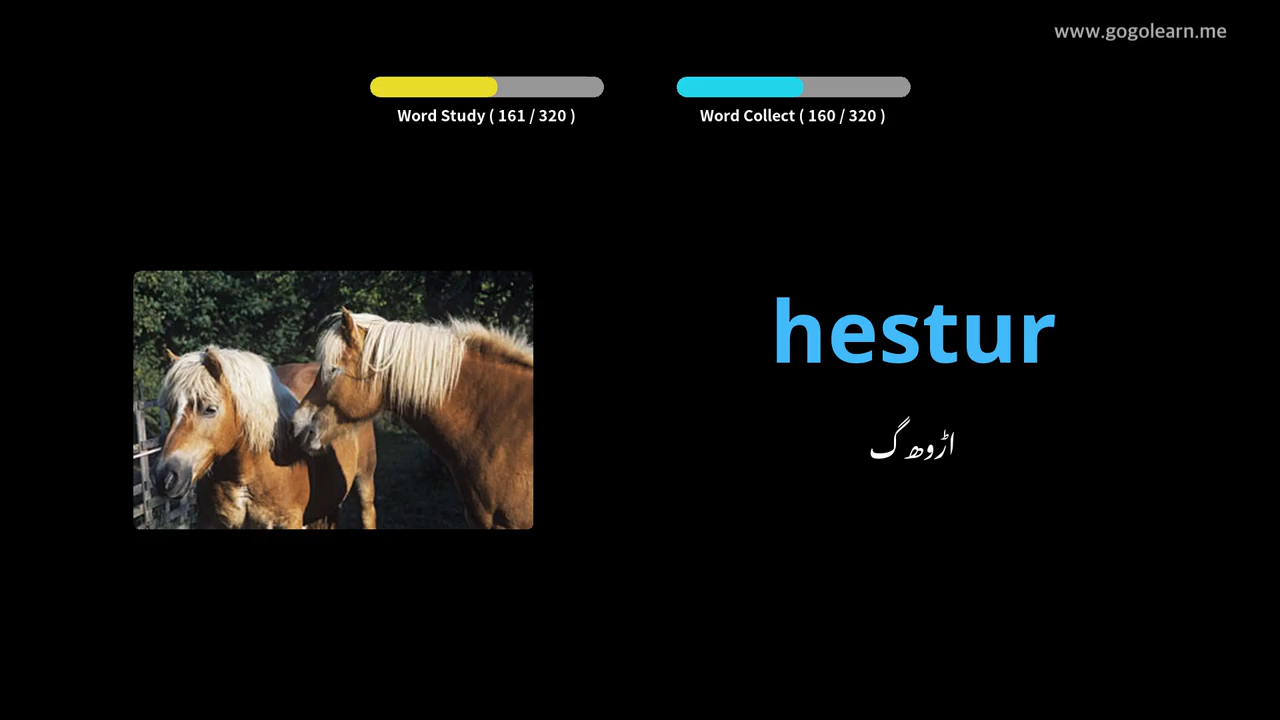 www.gogolearn.me
Word Study ( 161 / 320 )
Word Collect ( 160 / 320 )
hestur
اڑوھ گ